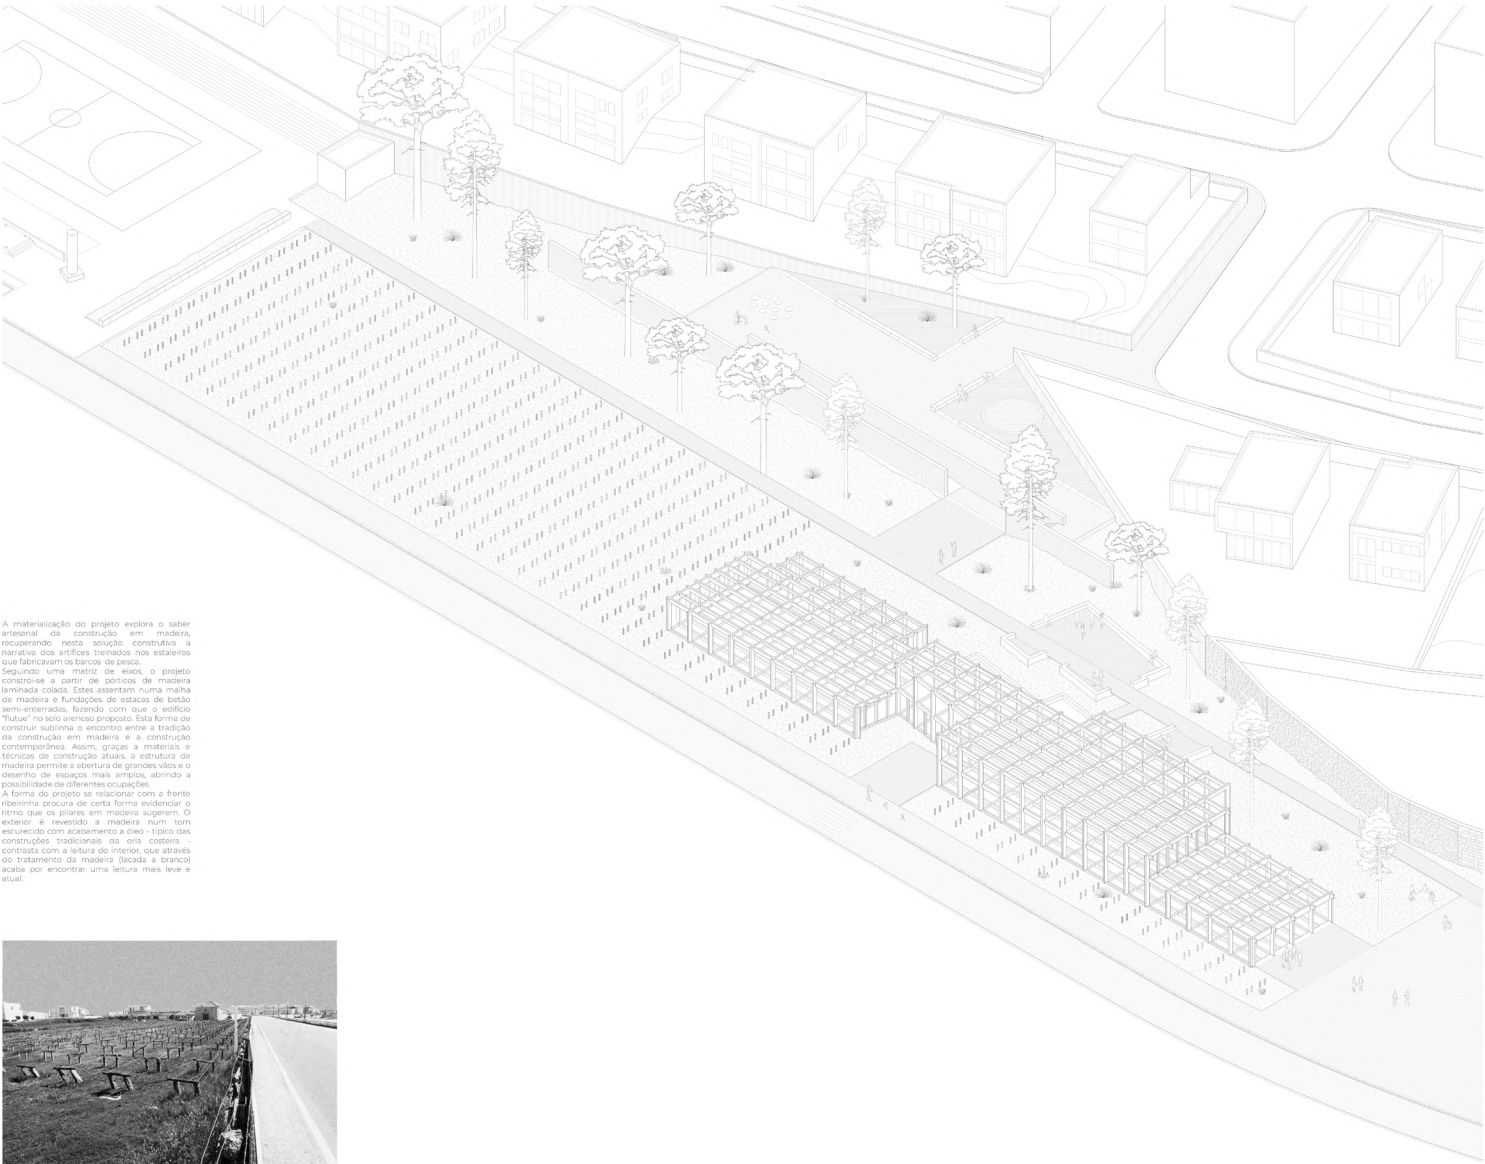 A materialização do projeto explora o saber
artesanal da construção em madeira,
recuperando nesta solução construtiva a
narrativa dos artífices treinados nos estaleiros
que fabricavam os barcos de pesca.
Seguindo uma matriz de eixos, o projeto
constrói-se a partir de pórticos de madeira
laminada colada. Estes assentam numa malha
de madeira e fundações de estacas de betão
semi-enterradas, fazendo com que o edifício
"flutue" no solo arenoso proposto. Esta forma de
construir sublinha o encontro entre a tradição
da construção em madeira e a construção
contemporânea. Assim, graças a materiais e
técnicas de construção atuais, a estrutura de
madeira permite a abertura de grandes vãos e o
desenho de espaços mais amplos, abrindo a
possibilidade de diferentes ocupações.
A forma do projeto se relacionar com a frente
ribeirinha procura de certa forma evidenciar o
ritmo que os pilares em madeira sugerem. O
exterior é revestido a madeira num tom
escurecido com acabamento a óleo - típico das
construções tradicionais da orla costeira -
contrasta com a leitura do interior, que através
do tratamento da madeira (lacada a branco)
acaba por encontrar uma leitura mais leve e
atual.